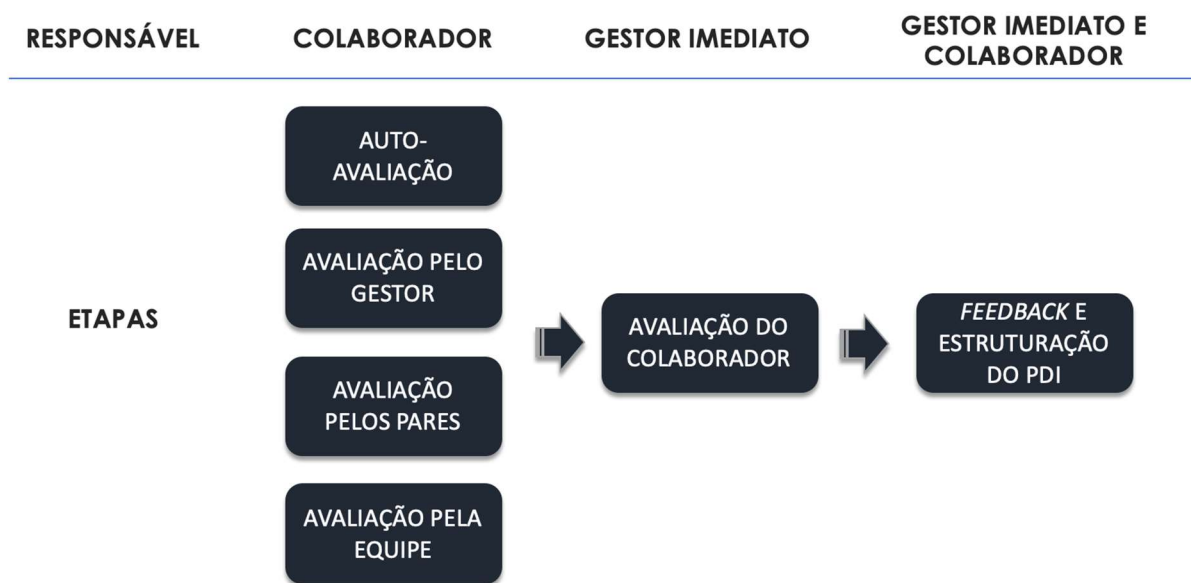 RESPONSÁVEL
COLABORADOR
GESTOR IMEDIATO
GESTOR IMEDIATO E
COLABORADOR
ETAPAS
AUTO-
AVALIAÇÃO
AVALIAÇÃO PELO
GESTOR
AVALIAÇÃO
PELOS PARES
AVALIAÇÃO PELA
EQUIPE
AVALIAÇÃO DO
COLABORADOR
FEEDBACK E
ESTRUTURAÇÃO
DO PDI